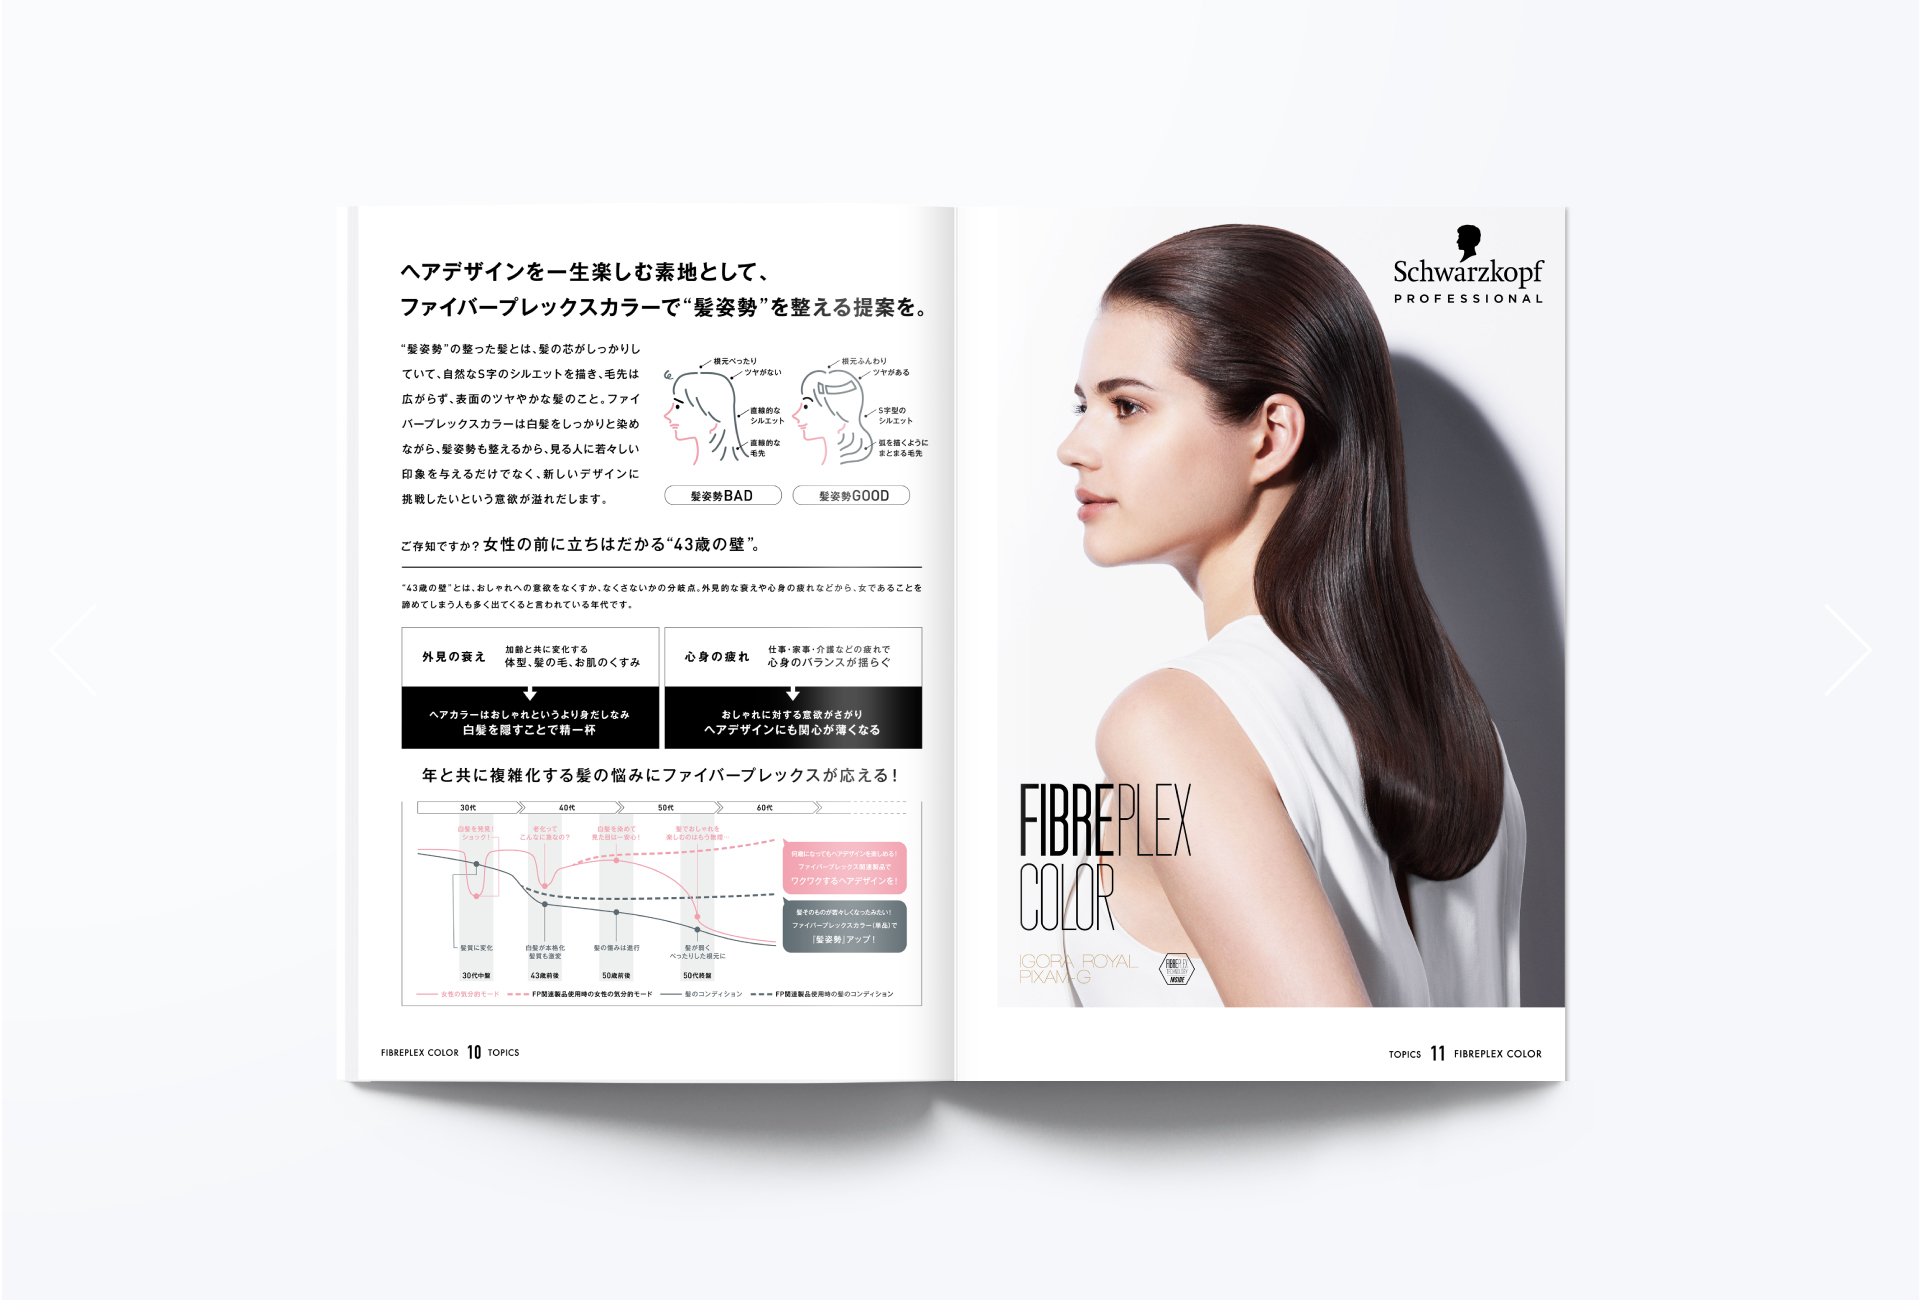 ヘアデザインを一生楽しむ素地として、
ファイバープレックスカラーで“髪姿勢”を整える提案を。
“髪姿勢”の整った髪とは、髪の芯がしっかりし
ていて、自然なS字のシルエットを描き、毛先は
広がらず、表面のツヤやかな髪のこと。ファイ
バープレックスカラーは白髪をしっかりと染め
ながら、髪姿勢も整えるから、見る人に若々しい
印象を与えるだけでなく、新しいデザインに
挑戦したいという意欲が溢れだします。
根元ぺったり
ツヤがない
直線的な
シルエット
直線的な
毛先
髪姿勢BAD
根元ふんわり
ツヤがある
S字型の
シルエット
弧を描くように
まとまる毛先
髪姿勢GOOD
ご存知ですか？女性の前に立ちはだかる“43歳の壁”。
“43歳の壁”とは、おしゃれへの意欲をなくすか、なくさないかの分岐点。外見的な衰えや心身の疲れなどから、女であることを
諦めてしまう人も多く出てくると言われている年代です。
外見の衰え
加齢と共に変化する
体型、髪の毛、お肌のくすみ
ヘアカラーはおしゃれというより身だしなみ
白髪を隠すことで精一杯
心身の疲れ
仕事・家事・介護などの疲れで
心身のバランスが揺らぐ
おしゃれに対する意欲がさがり
ヘアデザインにも関心が薄くなる
年と共に複雑化する髪の悩みにファイバープレックスが応える！
30代
40代
50代
60代
白髪を発見！
ショック！
老化って
こんなに急なの？
白髪を染めて
見た目は一安心！
髪でおしゃれを
楽しむのはもう無理…
何歳になってもヘアデザインを楽しめる！
ファイバープレックス関連製品で
ワクワクするヘアデザインを！
髪そのものが若々しくなったみたい！
ファイバープレックスカラー（単品）で
「髪姿勢」アップ！
髪質に変化
白髪が本格化
髪質も激変
髪の傷みは進行
髪が弱く
ぺったりした根元に
30代中盤
43歳前後
50歳前後
50代終盤
女性の気分的モード
FP関連製品使用時の女性の気分的モード
髪のコンディション
FP関連製品使用時の髪のコンディション
FIBREPLEX COLOR 10 TOPICS
Schwarzkopf
PROFESSIONAL
FIBREPLEX
COLOR
IGORA ROYAL
PIXAM-G
FIBREPLEX
TECHNOLOGY
INSIDE
TOPICS 11 FIBREPLEX COLOR